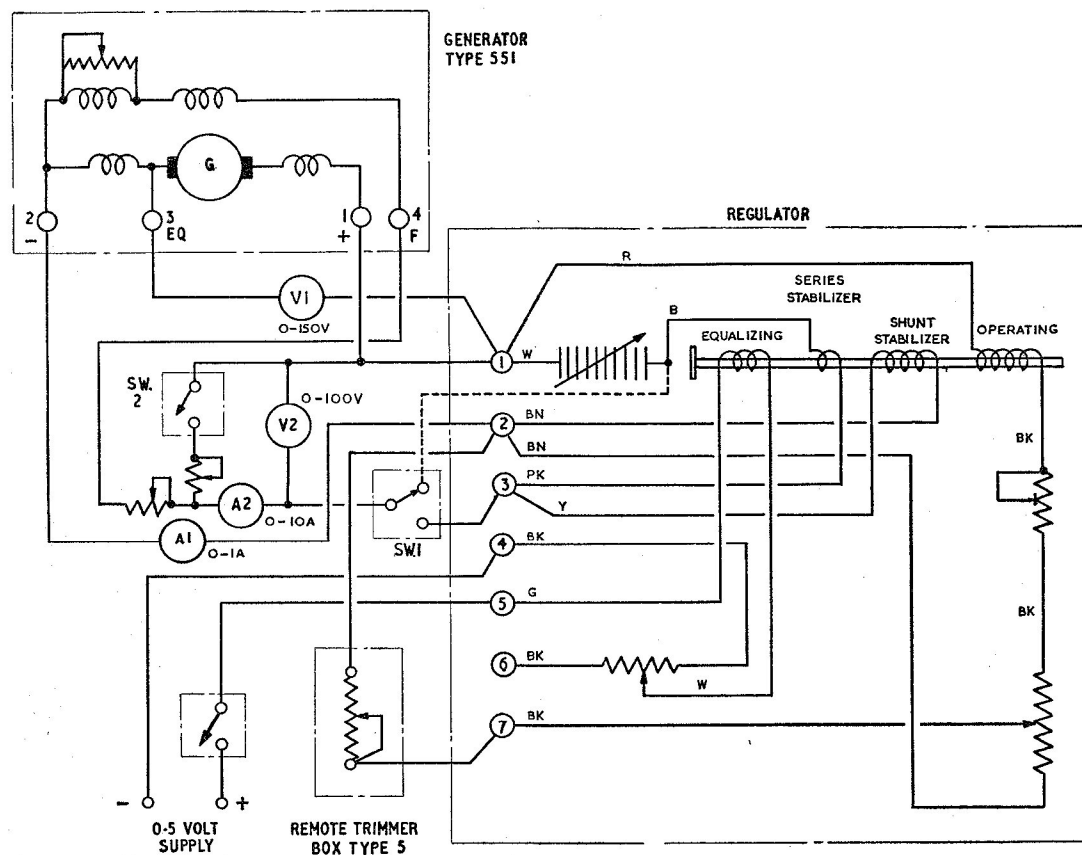 GENERATOR
TYPE 551
G
2
-
3
EQ
1
+
4
F
REGULATOR
R
SERIES
STABILIZER
V1
0-150V
B
EQUALIZING
SHUNT
STABILIZER
OPERATING
1
W
SW.
2
0-100V
V2
2
BN
BN
BK
3
PK
Y
A2
0-10A
A1
0-1A
SW.1
4
BK
5
G
BK
6
BK
W
7
BK
-
+
0-5 VOLT
SUPPLY
REMOTE TRIMMER
BOX TYPE 5